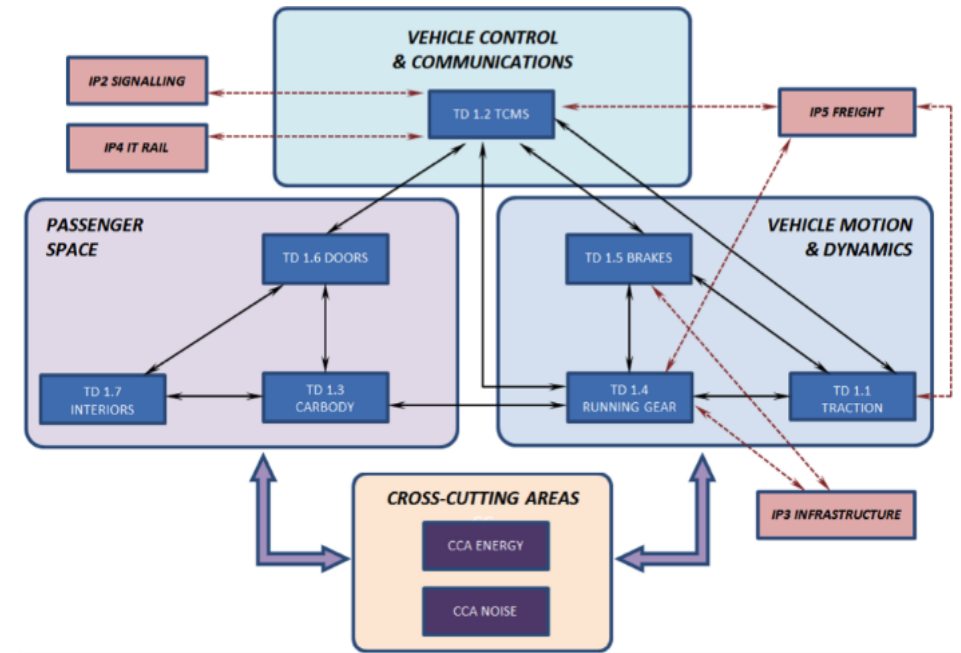 VEHICLE CONTROL
& COMMUNICATIONS
IP2 SIGNALLING
TD 1.2 TCMS
IP5 FREIGHT
IP4 IT RAIL
PASSENGER
SPACE
VEHICLE MOTION
& DYNAMICS
TD 1.6 DOORS
TD 1.5 BRAKES
TD 1.7
INTERIORS
TD 1.3
CARBODY
TD 1.4
RUNNING GEAR
TD 1.1
TRACTION
CROSS-CUTTING AREAS
IP3 INFRASTRUCTURE
CCA ENERGY
CCA NOISE